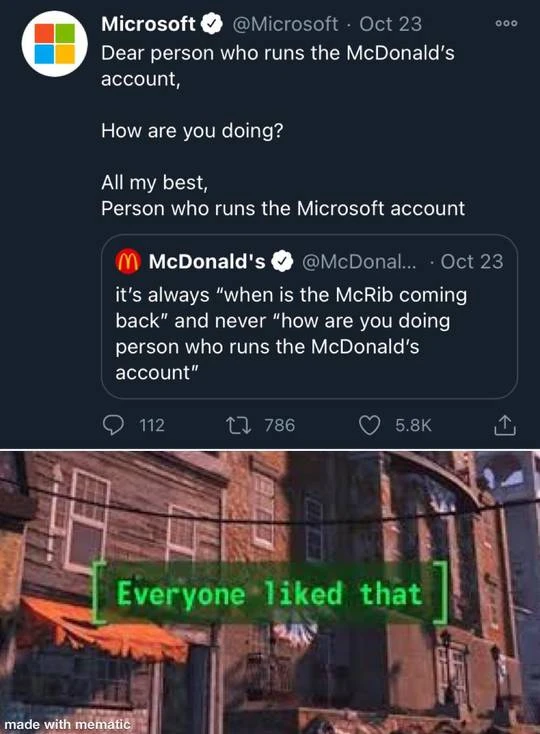 Microsoft @Microsoft · Oct 23
Dear person who runs the McDonald's
account,
How are you doing?
All my best,
Person who runs the Microsoft account
McDonald's @McDonal... · Oct 23
it's always "when is the McRib coming
back" and never "how are you doing
person who runs the McDonald's
account"
112 786 5.8K
[Everyone liked that]
made with mematic